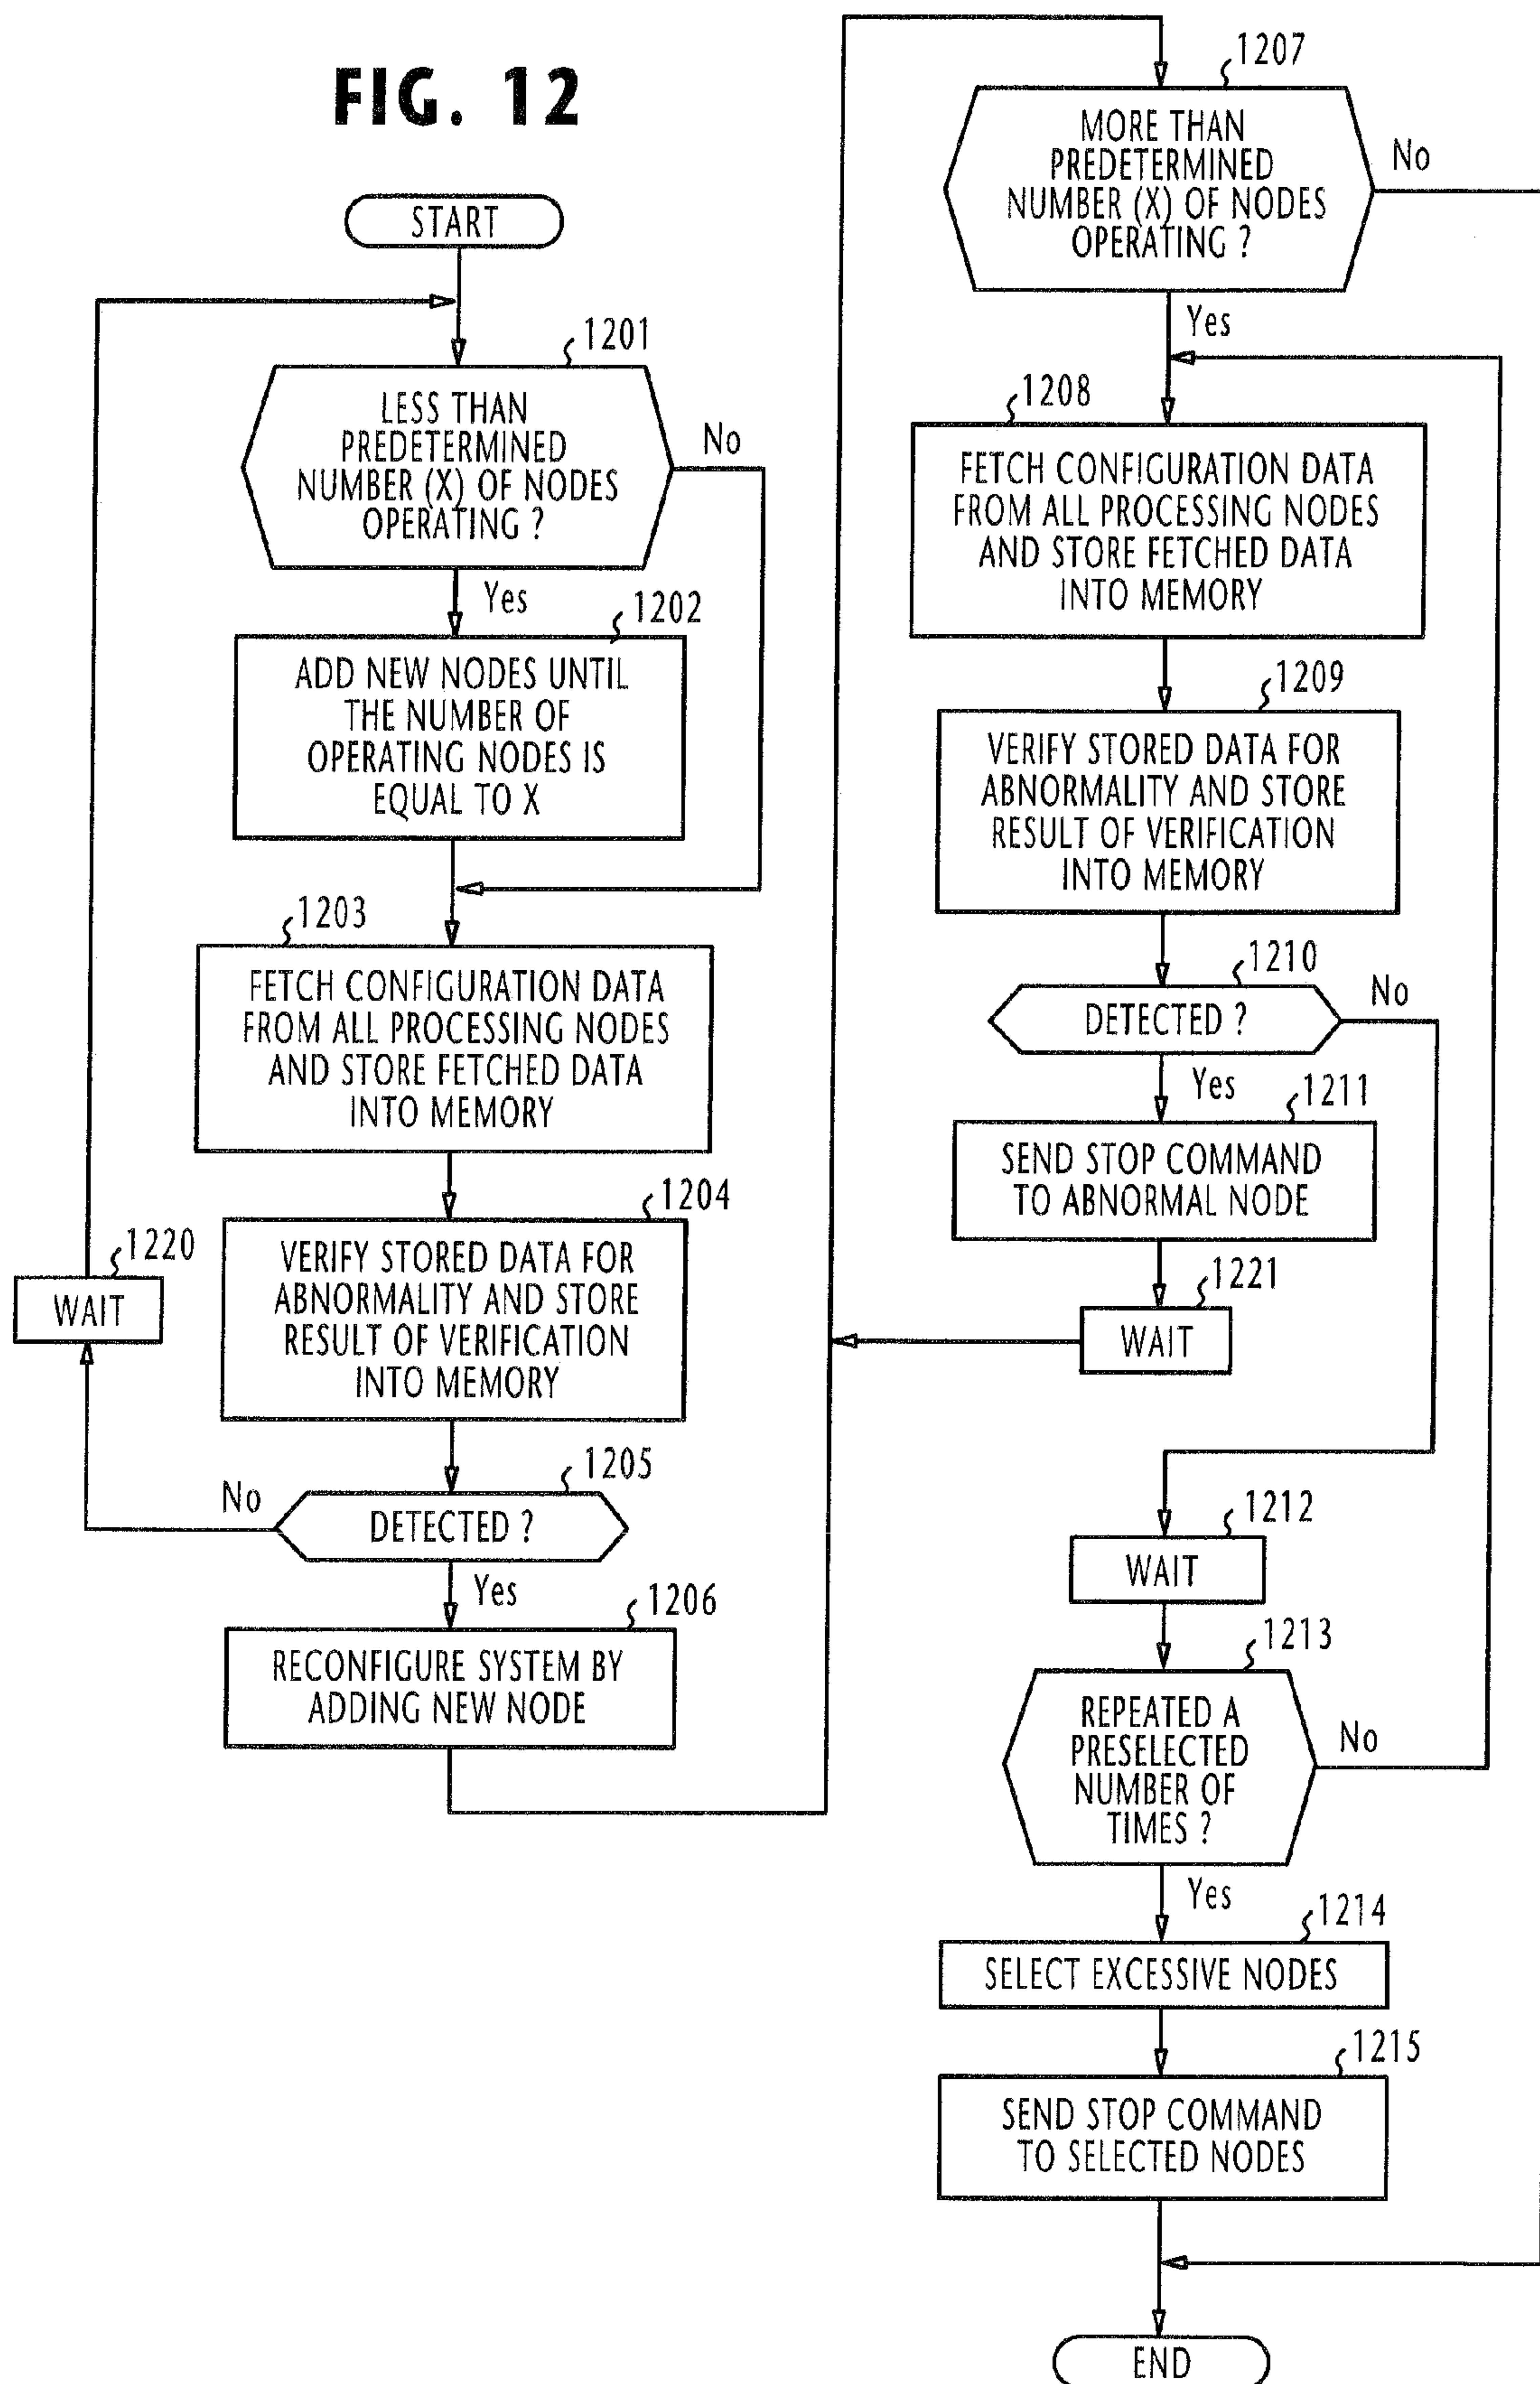 FIG. 12
START
1201
LESS THAN
PREDETERMINED
NUMBER (X) OF NODES
OPERATING ?
No
Yes
1202
ADD NEW NODES UNTIL
THE NUMBER OF
OPERATING NODES IS
EQUAL TO X
1203
FETCH CONFIGURATION DATA
FROM ALL PROCESSING NODES
AND STORE FETCHED DATA
INTO MEMORY
1204
VERIFY STORED DATA FOR
ABNORMALITY AND STORE
RESULT OF VERIFICATION
INTO MEMORY
1220
WAIT
1205
No
DETECTED ?
Yes
1206
RECONFIGURE SYSTEM BY
ADDING NEW NODE
1207
MORE THAN
PREDETERMINED
NUMBER (X) OF NODES
OPERATING ?
No
Yes
1208
FETCH CONFIGURATION DATA
FROM ALL PROCESSING NODES
AND STORE FETCHED DATA
INTO MEMORY
1209
VERIFY STORED DATA FOR
ABNORMALITY AND STORE
RESULT OF VERIFICATION
INTO MEMORY
1210
DETECTED ?
No
Yes
1211
SEND STOP COMMAND
TO ABNORMAL NODE
1221
WAIT
1212
WAIT
1213
REPEATED A
PRESELECTED
NUMBER OF
TIMES ?
No
Yes
1214
SELECT EXCESSIVE NODES
1215
SEND STOP COMMAND
TO SELECTED NODES
END